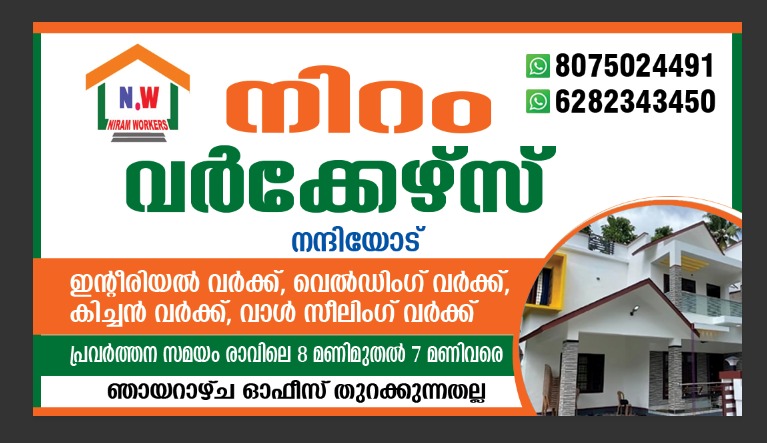 N.W
NIRAM WORKERS
നിറം
8075024491
6282343450
വർക്കേഴ്സ്
നന്ദിയോട്
ഇന്റീരിയൽ വർക്ക്, വെൽഡിംഗ് വർക്ക്,
കിച്ചൻ വർക്ക്, വാൾ സീലിംഗ് വർക്ക്
പ്രവർത്തന സമയം രാവിലെ 8 മണിമുതൽ 7 മണിവരെ
ഞായറാഴ്ച ഓഫീസ് തുറക്കുന്നതല്ല